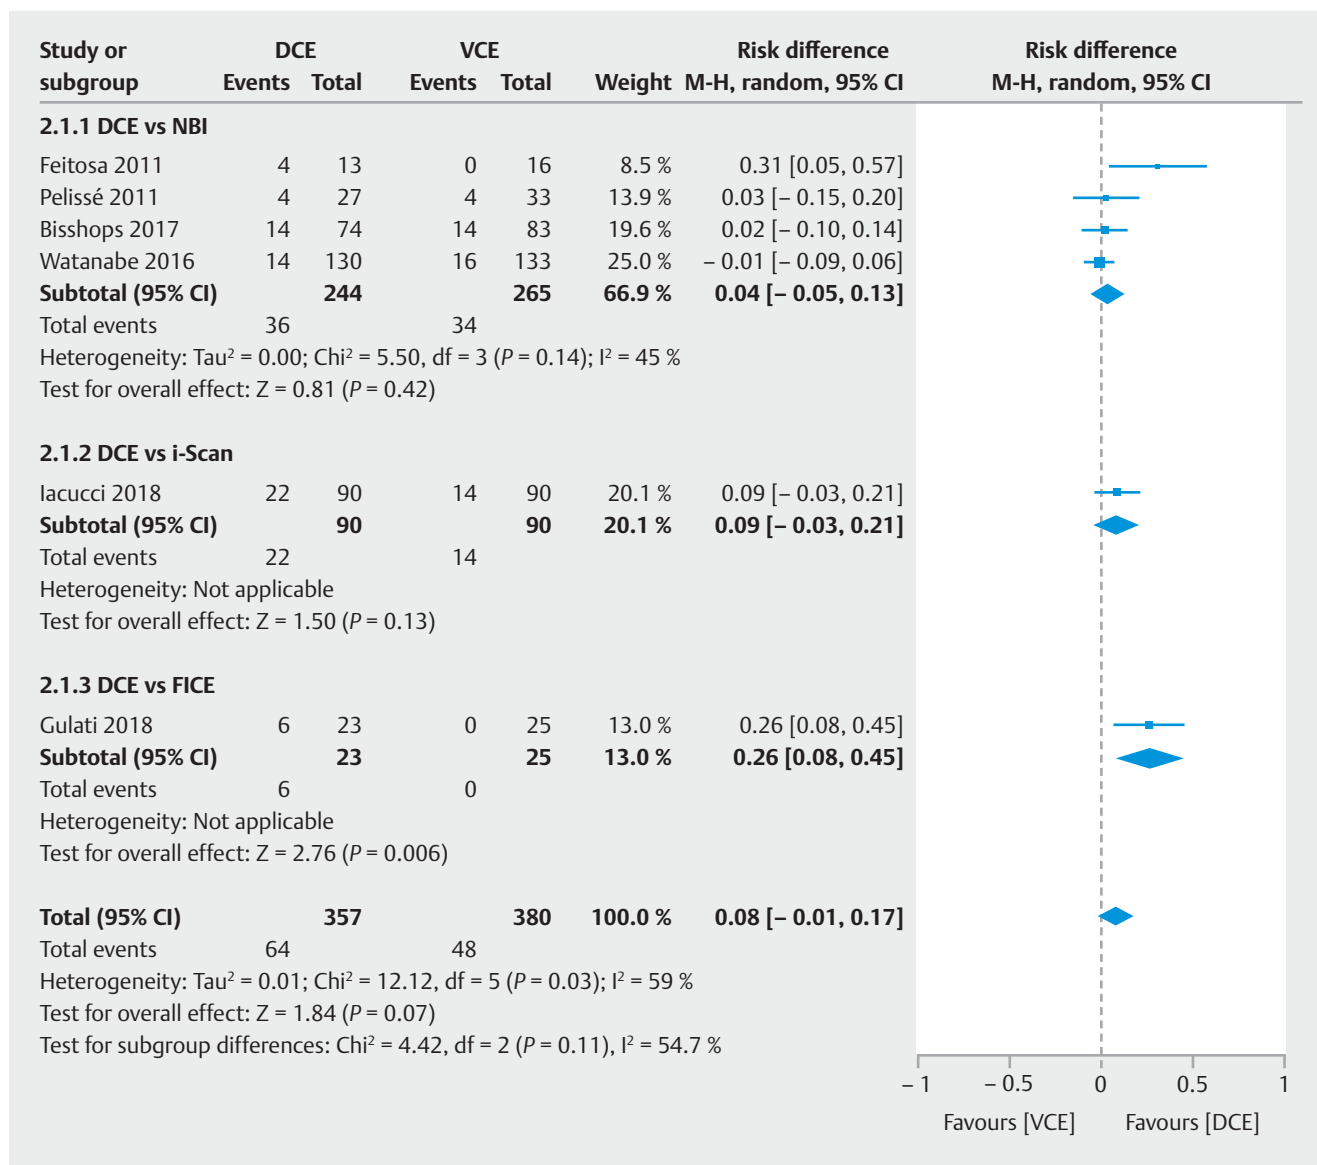 Study or DCE VCE Risk difference Risk difference
subgroup Events Total Events Total Weight M-H, random, 95% CI M-H, random, 95% CI
2.1.1 DCE vs NBI
Feitosa 2011 4 13 0 16 8.5 % 0.31 [0.05, 0.57]
Pelissé 2011 4 27 4 33 13.9 % 0.03 [– 0.15, 0.20]
Bisshops 2017 14 74 14 83 19.6 % 0.02 [– 0.10, 0.14]
Watanabe 2016 14 130 16 133 25.0 % – 0.01 [– 0.09, 0.06]
Subtotal (95% CI) 244 265 66.9 % 0.04 [– 0.05, 0.13]
Total events 36 34
Heterogeneity: Tau² = 0.00; Chi² = 5.50, df = 3 (P = 0.14); I² = 45 %
Test for overall effect: Z = 0.81 (P = 0.42)
2.1.2 DCE vs i-Scan
Iacucci 2018 22 90 14 90 20.1 % 0.09 [– 0.03, 0.21]
Subtotal (95% CI) 90 90 20.1 % 0.09 [– 0.03, 0.21]
Total events 22 14
Heterogeneity: Not applicable
Test for overall effect: Z = 1.50 (P = 0.13)
2.1.3 DCE vs FICE
Gulati 2018 6 23 0 25 13.0 % 0.26 [0.08, 0.45]
Subtotal (95% CI) 23 25 13.0 % 0.26 [0.08, 0.45]
Total events 6 0
Heterogeneity: Not applicable
Test for overall effect: Z = 2.76 (P = 0.006)
Total (95% CI) 357 380 100.0 % 0.08 [– 0.01, 0.17]
Total events 64 48
Heterogeneity: Tau² = 0.01; Chi² = 12.12, df = 5 (P = 0.03); I² = 59 %
Test for overall effect: Z = 1.84 (P = 0.07)
Test for subgroup differences: Chi² = 4.42, df = 2 (P = 0.11), I² = 54.7 %
– 1 – 0.5 0 0.5 1
Favours [VCE] Favours [DCE]